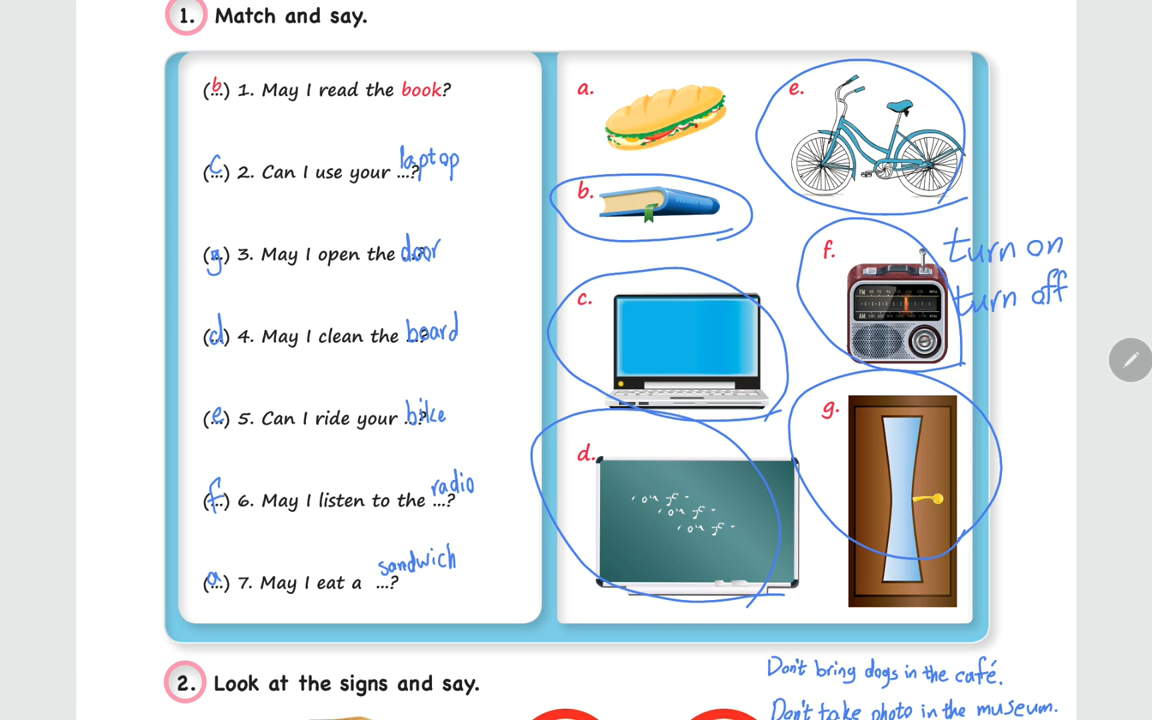 1. Match and say.
(b) 1. May I read the book?
(c) 2. Can I use your laptop ...?
(g) 3. May I open the door
(d) 4. May I clean the board
(e) 5. Can I ride your bike
(f) 6. May I listen to the radio ...?
(a) 7. May I eat a sandwich ...?
a.
b.
c.
d.
e.
f.
turn on
turn off
g.
2. Look at the signs and say.
Don't bring dogs in the café.
Don't take photo in the museum.